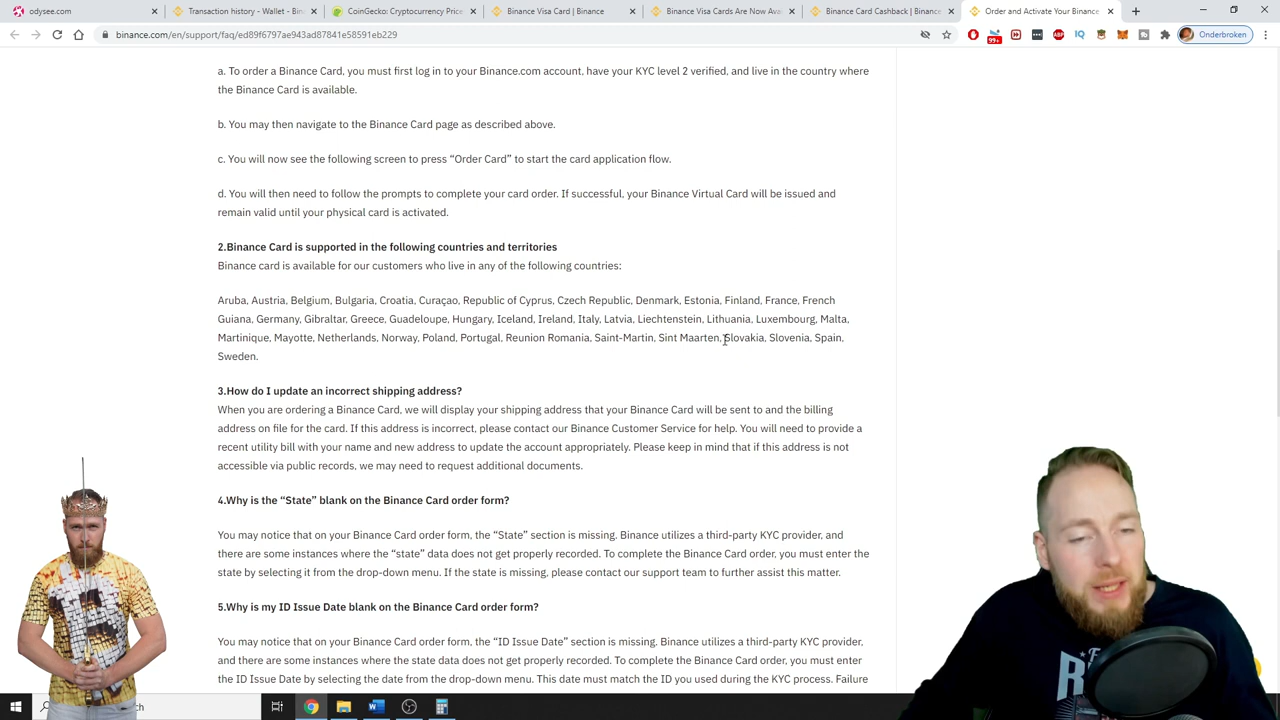 odysee.com
Transaction history - Wallet - Bin
CoinGecko: Cryptocurrency Price
Binance Visa Card | Binance
Binance Visa Cards Are Now Ava
Binance Card Cashback | Binance
Order and Activate Your Binance
binance.com/en/support/faq/ed89f6797ae943ad87841e58591eb229
99+
ABP
IQ
Onderbroken
a. To order a Binance Card, you must first log in to your Binance.com account, have your KYC level 2 verified, and live in the country where
the Binance Card is available.
b. You may then navigate to the Binance Card page as described above.
c. You will now see the following screen to press “Order Card” to start the card application flow.
d. You will then need to follow the prompts to complete your card order. If successful, your Binance Virtual Card will be issued and
remain valid until your physical card is activated.
2.Binance Card is supported in the following countries and territories
Binance card is available for our customers who live in any of the following countries:
Aruba, Austria, Belgium, Bulgaria, Croatia, Curaçao, Republic of Cyprus, Czech Republic, Denmark, Estonia, Finland, France, French
Guiana, Germany, Gibraltar, Greece, Guadeloupe, Hungary, Iceland, Ireland, Italy, Latvia, Liechtenstein, Lithuania, Luxembourg, Malta,
Martinique, Mayotte, Netherlands, Norway, Poland, Portugal, Reunion Romania, Saint-Martin, Sint Maarten, Slovakia, Slovenia, Spain,
Sweden.
3.How do I update an incorrect shipping address?
When you are ordering a Binance Card, we will display your shipping address that your Binance Card will be sent to and the billing
address on file for the card. If this address is incorrect, please contact our Binance Customer Service for help. You will need to provide a
recent utility bill with your name and new address to update the account appropriately. Please keep in mind that if this address is not
accessible via public records, we may need to request additional documents.
4.Why is the “State” blank on the Binance Card order form?
You may notice that on your Binance Card order form, the “State” section is missing. Binance utilizes a third-party KYC provider, and
there are some instances where the “state” data does not get properly recorded. To complete the Binance Card order, you must enter the
state by selecting it from the drop-down menu. If the state is missing, please contact our support team to further assist this matter.
5.Why is my ID Issue Date blank on the Binance Card order form?
You may notice that on your Binance Card order form, the “ID Issue Date” section is missing. Binance utilizes a third-party KYC provider,
and there are some instances where the state data does not get properly recorded. To complete the Binance Card order, you must enter
the ID Issue Date by selecting the date from the drop-down menu. This date must match the ID you used during the KYC process. Failure
ch